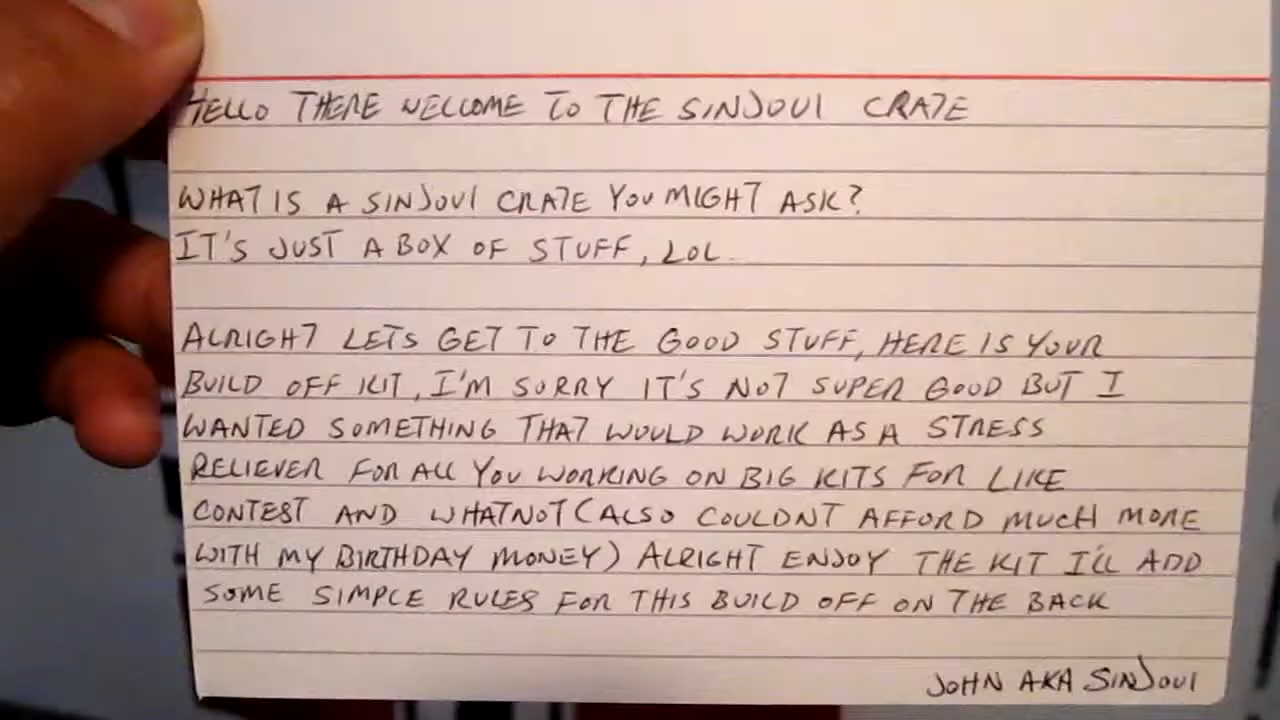 HELLO THERE WELCOME TO THE SINJOUI CRATE
WHAT IS A SINJOUI CRATE YOU MIGHT ASK?
IT'S JUST A BOX OF STUFF, LOL.
ALRIGHT LETS GET TO THE GOOD STUFF, HERE IS YOUR
BUILD OFF KIT, I'M SORRY IT'S NOT SUPER GOOD BUT I
WANTED SOMETHING THAT WOULD WORK AS A STRESS
RELIEVER FOR ALL YOU WORKING ON BIG KITS FOR LIKE
CONTEST AND WHATNOT (ALSO COULDNT AFFORD MUCH MORE
WITH MY BIRTHDAY MONEY) ALRIGHT ENJOY THE KIT I'LL ADD
SOME SIMPLE RULES FOR THIS BUILD OFF ON THE BACK
JOHN AKA SINJOUI